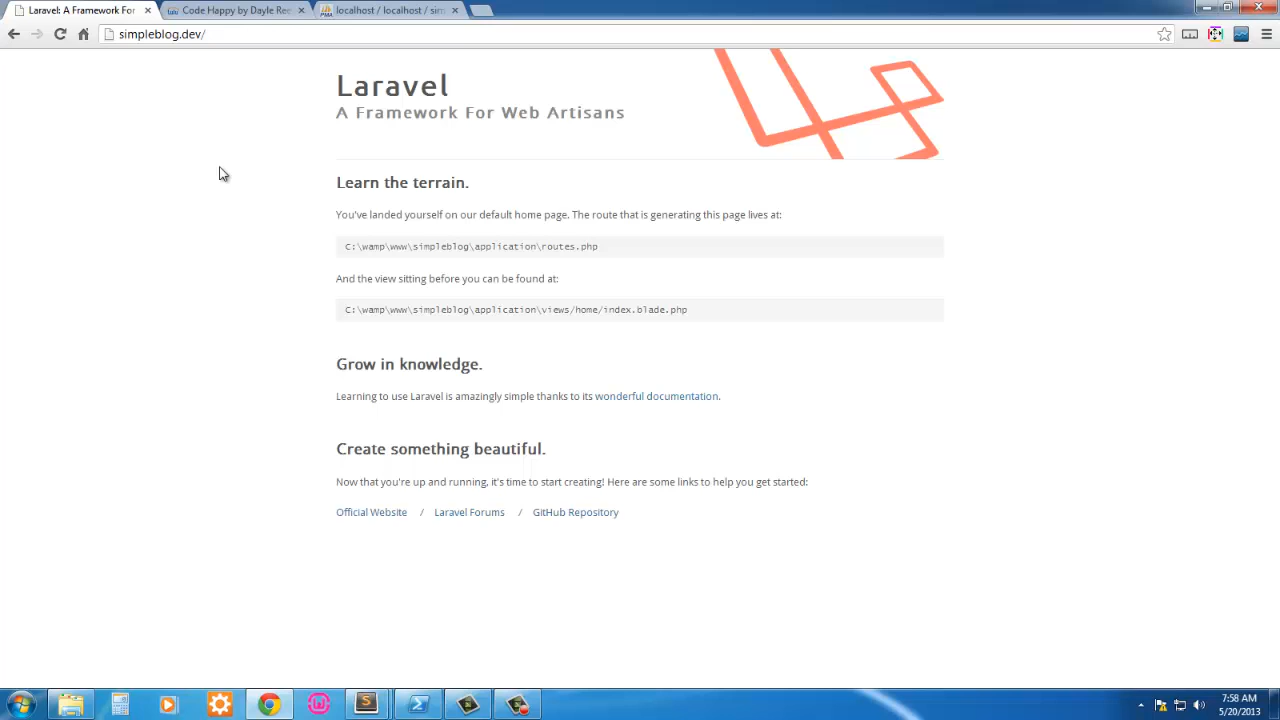 Laravel: A Framework For
Code Happy by Dayle Ree
localhost / localhost / sim
simpleblog.dev/
Laravel
A Framework For Web Artisans
Learn the terrain.
You've landed yourself on our default home page. The route that is generating this page lives at:
C:\wamp\www\simpleblog\application\routes.php
And the view sitting before you can be found at:
C:\wamp\www\simpleblog\application\views/home/index.blade.php
Grow in knowledge.
Learning to use Laravel is amazingly simple thanks to its wonderful documentation.
Create something beautiful.
Now that you're up and running, it's time to start creating! Here are some links to help you get started:
Official Website / Laravel Forums / GitHub Repository
7:58 AM
5/20/2013